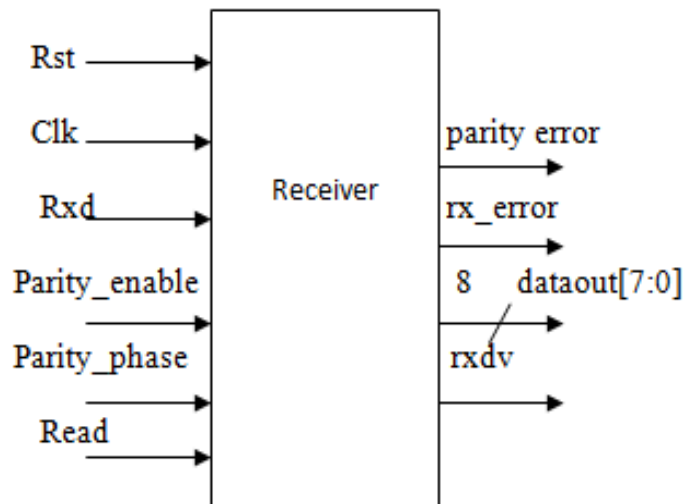 Rst
Clk
Rxd
Parity_enable
Parity_phase
Read
Receiver
parity error
rx_error
8 dataout[7:0]
rxdv